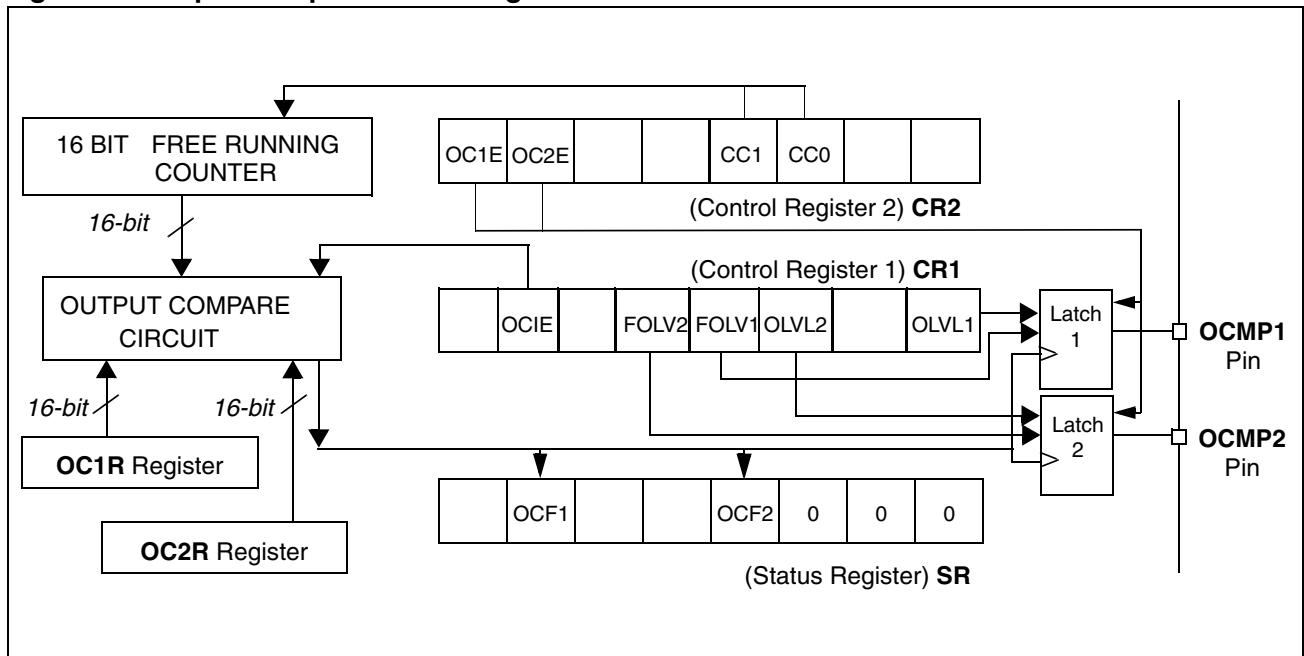 16 BIT FREE RUNNING
COUNTER
16-bit
OC1E OC2E CC1 CC0
(Control Register 2) CR2
(Control Register 1) CR1
OUTPUT COMPARE
CIRCUIT
OCIE FOLV2 FOLV1 OLVL2 OLVL1
Latch
1
OCMP1
Pin
16-bit
16-bit
OC1R Register
Latch
2
OCMP2
Pin
OCF1 OCF2 0 0 0
OC2R Register
(Status Register) SR